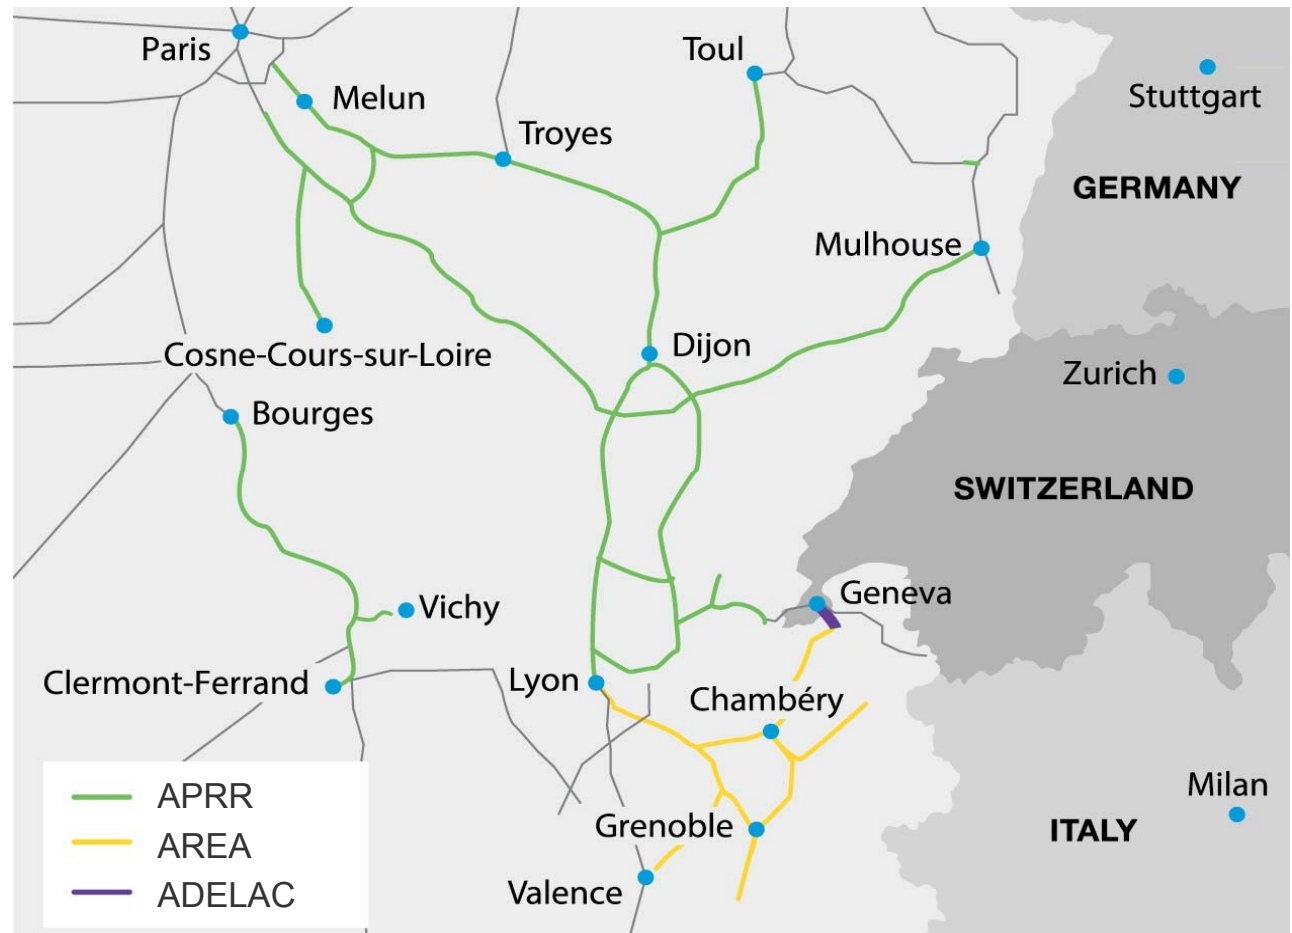 Paris
Toul
Melun
Stuttgart
Troyes
GERMANY
Mulhouse
Dijon
Cosne-Cours-sur-Loire
Zurich
Bourges
SWITZERLAND
Geneva
Vichy
Clermont-Ferrand
Lyon
Chambéry
Milan
APRR
Grenoble
ITALY
AREA
Valence
ADELAC